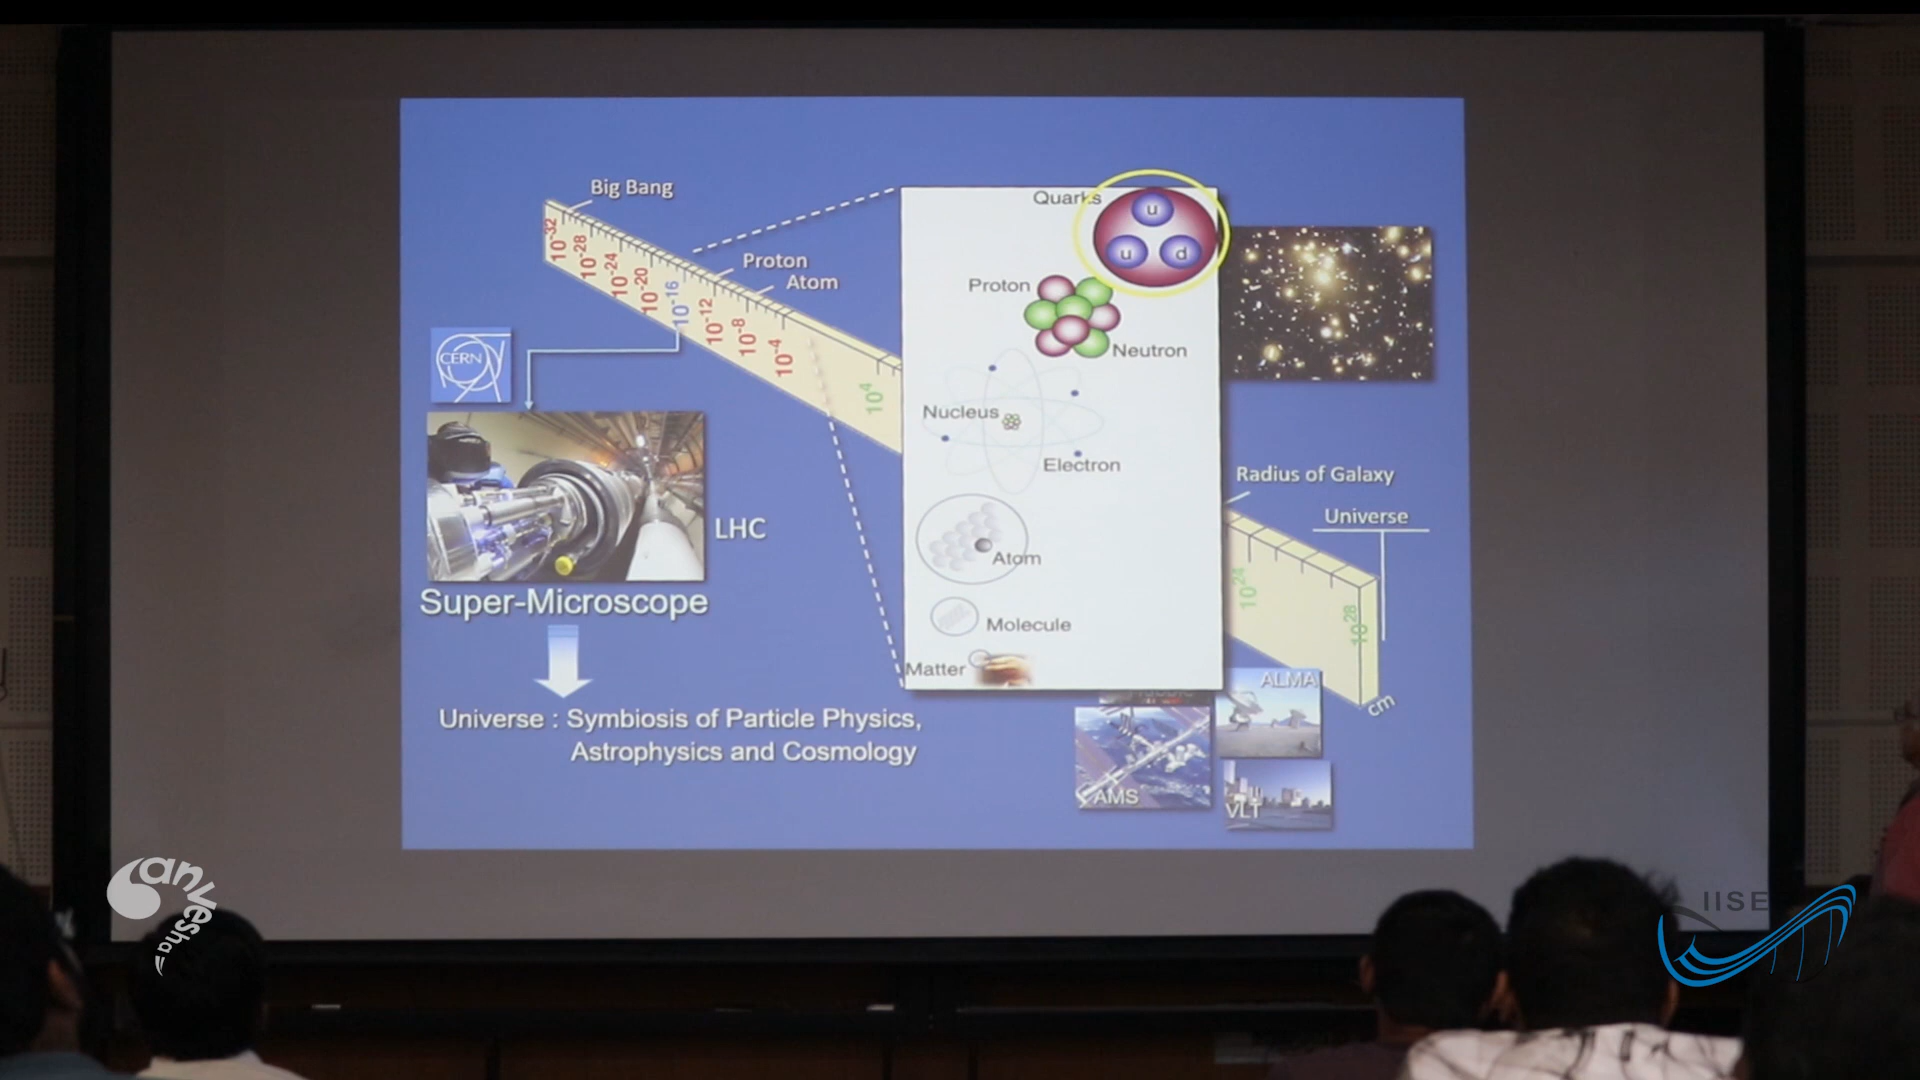 Big Bang
Proton
Atom
10-32
10-28
10-24
10-20
10-16
10-12
10-8
10-4
104
CERN
LHC
Super-Microscope
Universe : Symbiosis of Particle Physics,
Astrophysics and Cosmology
Quarks
u
u d
Proton
Neutron
Nucleus
Electron
Atom
Molecule
Matter
Radius of Galaxy
Universe
1024
1028
cm
ALMA
AMS
VLT
anvesha
IISE